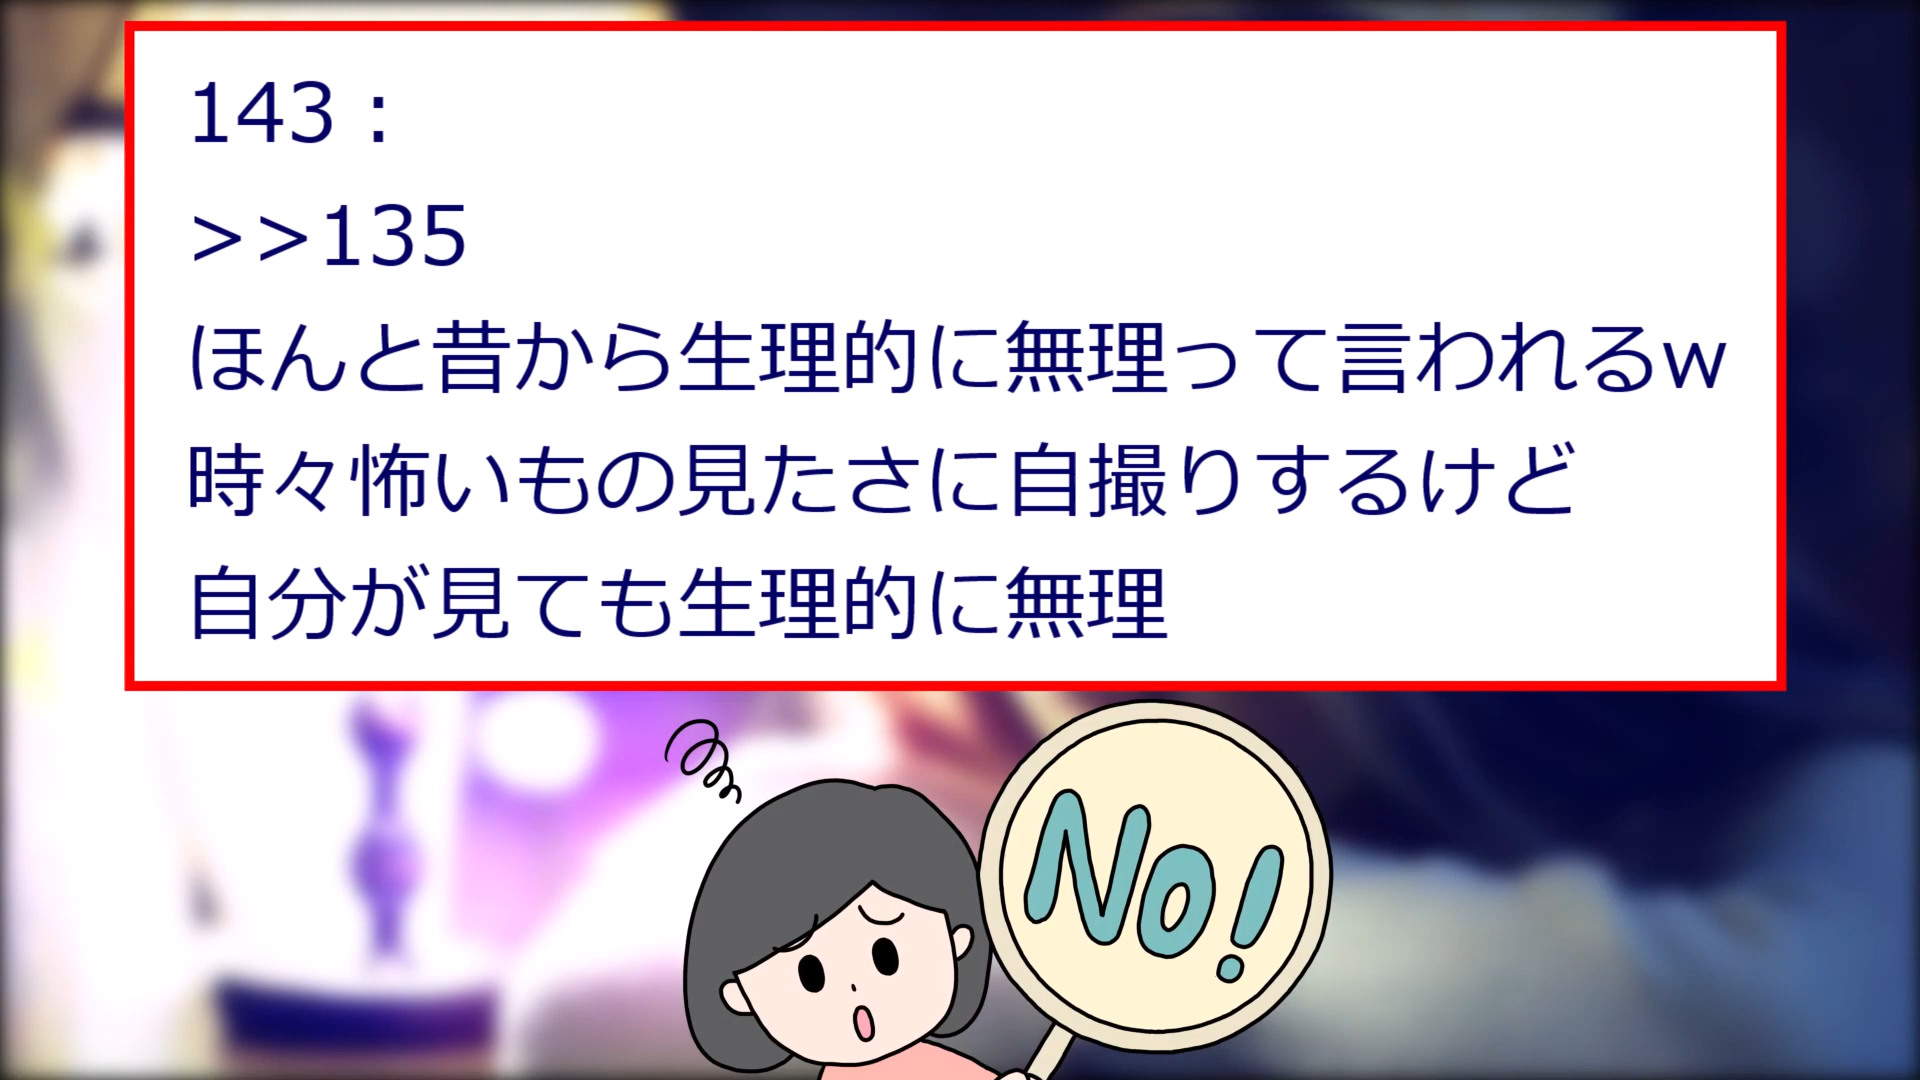 143：
>>135
ほんと昔から生理的に無理って言われるw
時々怖いもの見たさに自撮りするけど
自分が見ても生理的に無理
No!